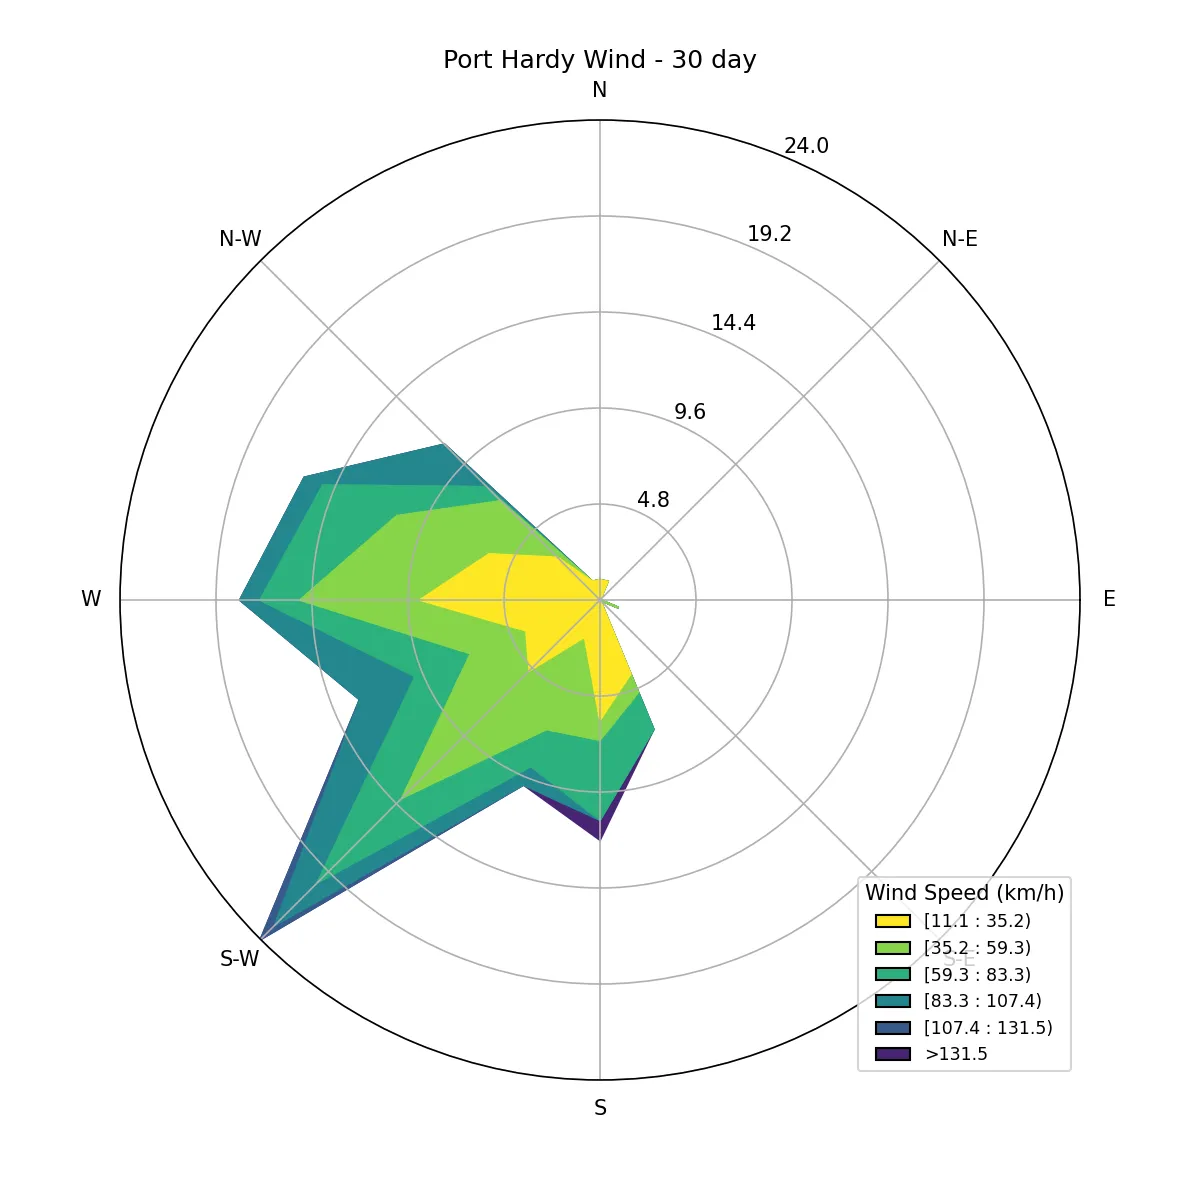 Port Hardy Wind - 30 day
N
24.0
19.2
N-W
N-E
14.4
9.6
4.8
W
E
Wind Speed (km/h)
[11.1 : 35.2)
[35.2 : 59.3)
S-W
S-E
[59.3 : 83.3)
[83.3 : 107.4)
[107.4 : 131.5)
>131.5
S